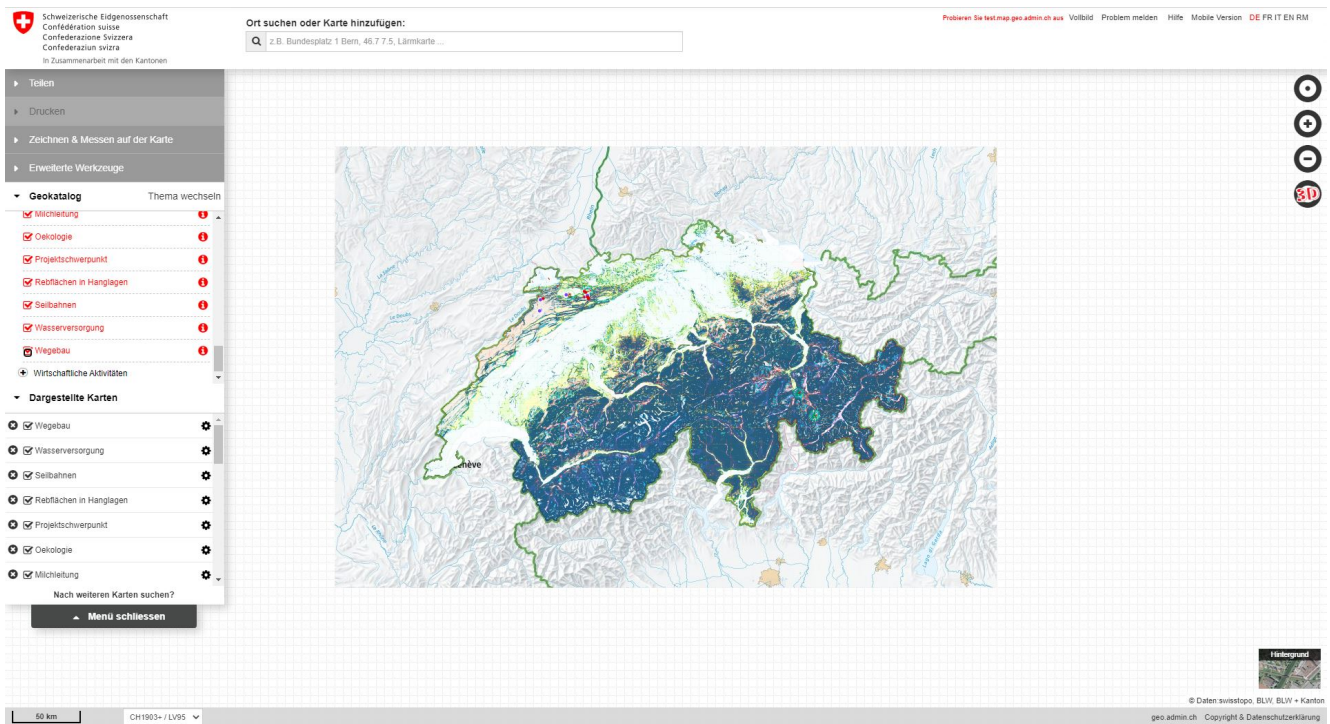 Schweizerische Eidgenossenschaft
Confédération suisse
Confederazione Svizzera
Confederaziun svizra
In Zusammenarbeit mit den Kantonen
Ort suchen oder Karte hinzufügen:
z.B. Bundesplatz 1 Bern, 46.7 7.5, Lärmkarte ...
Probieren Sie test.map.geo.admin.ch aus Vollbild Problem melden Hilfe Mobile Version DE FR IT EN RM
Teilen
Drucken
Zeichnen & Messen auf der Karte
Erweiterte Werkzeuge
Geokatalog Thema wechseln
Milchleitung
Oekologie
Projektschwerpunkt
Rebflächen in Hanglagen
Seilbahnen
Wasserversorgung
Wegebau
Wirtschaftliche Aktivitäten
Dargestellte Karten
Wegebau
Wasserversorgung
Seilbahnen
Rebflächen in Hanglagen
Projektschwerpunkt
Oekologie
Milchleitung
Nach weiteren Karten suchen?
Menü schliessen
3D
Hintergrund
© Daten:swisstopo, BLW, BLW + Kanton
50 km CH1903+ / LV95
geo.admin.ch Copyright & Datenschutzerklärung